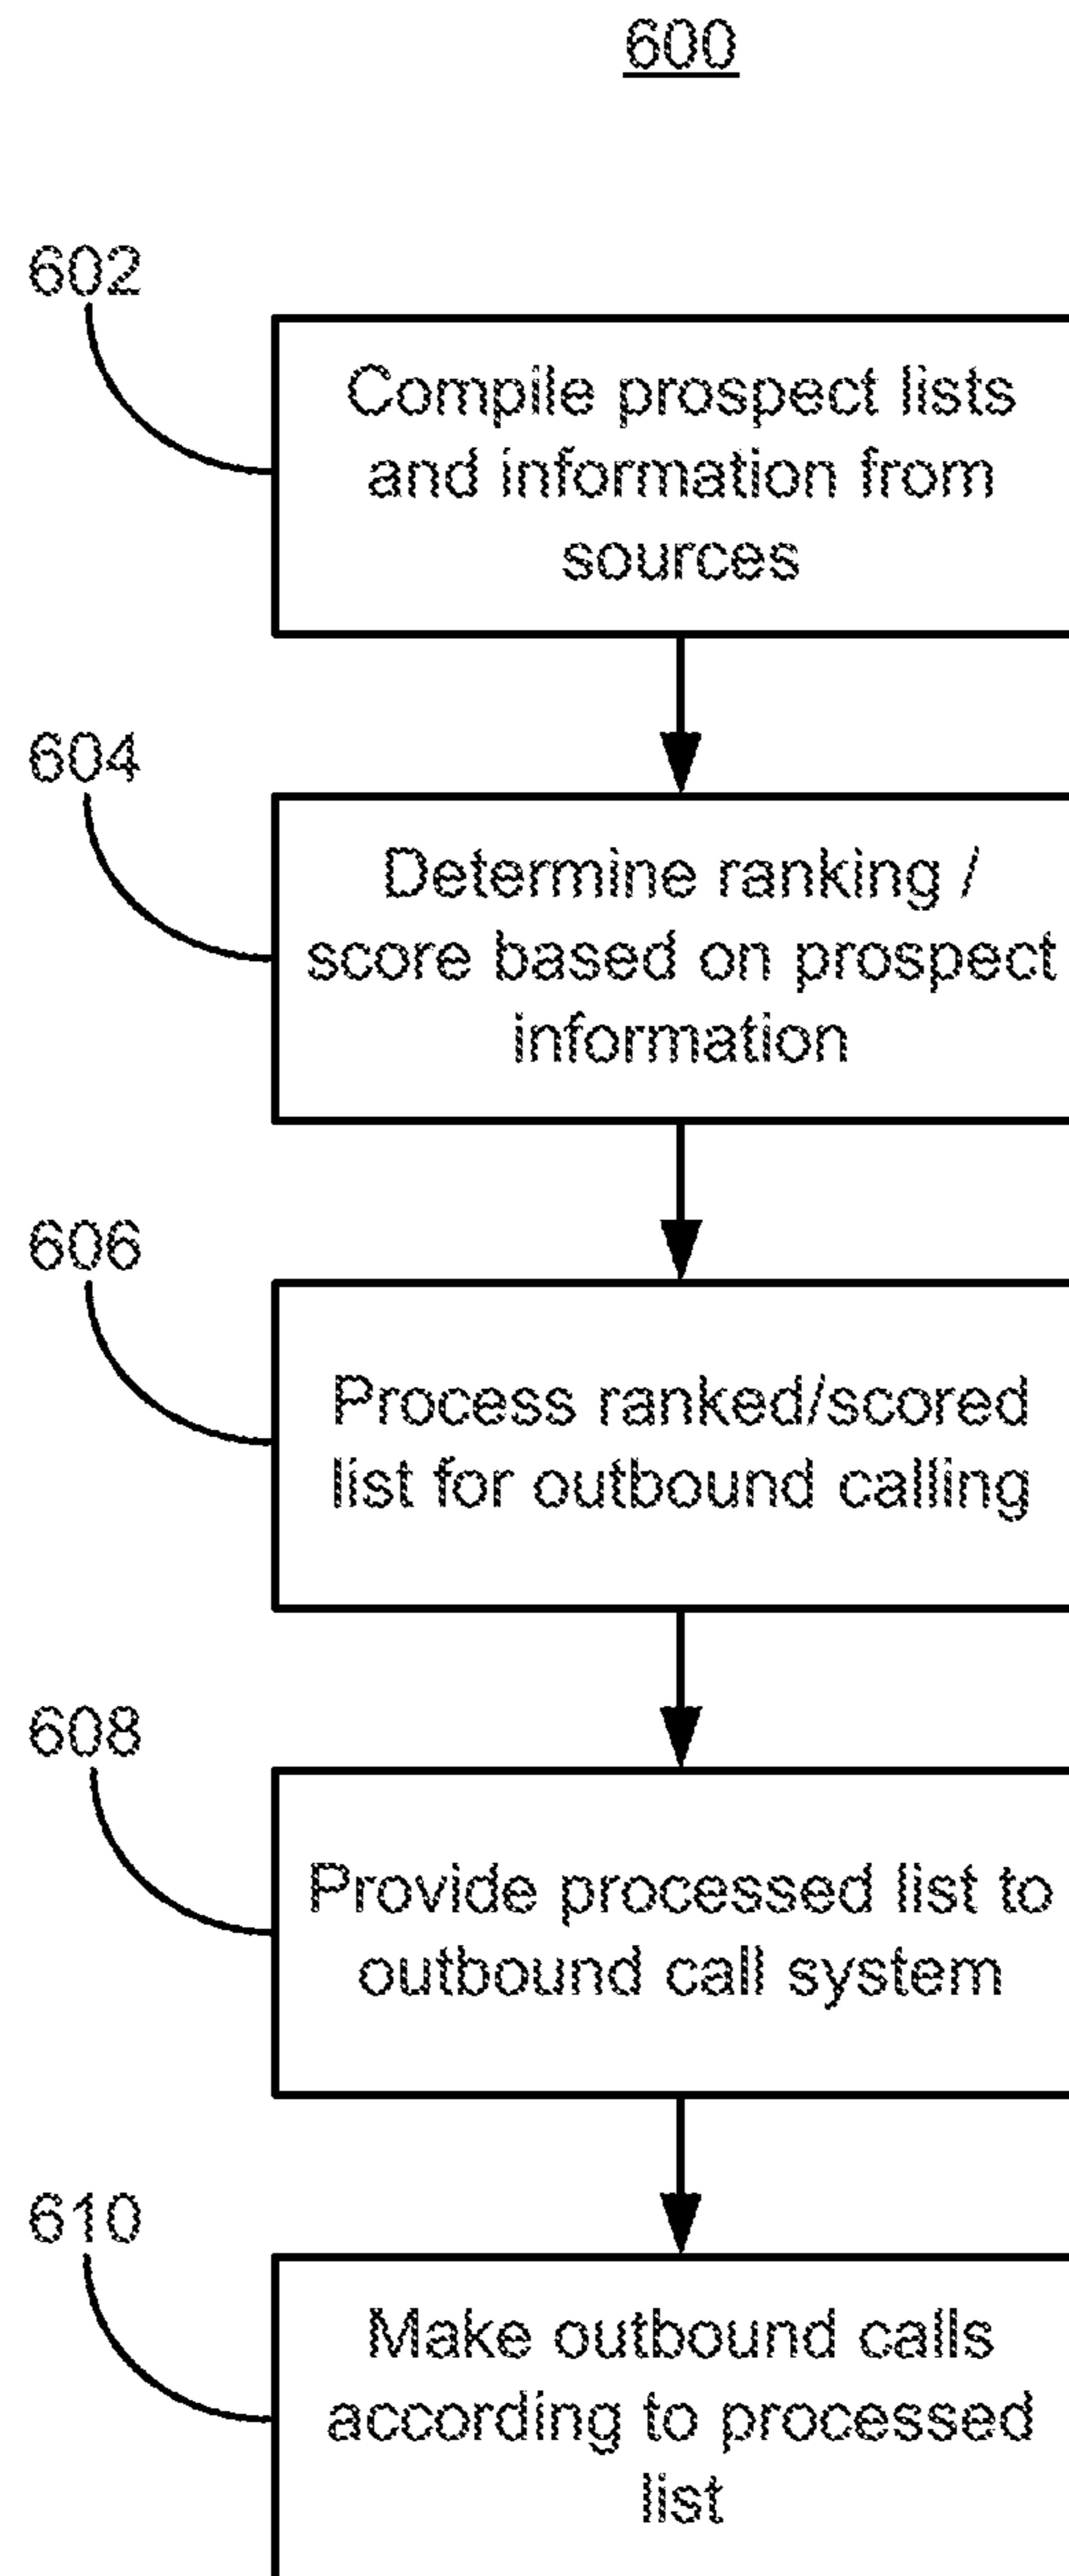 600
602
Compile prospect lists
and information from
sources
604
Determine ranking /
score based on prospect
information
606
Process ranked/scored
list for outbound calling
608
Provide processed list to
outbound call system
610
Make outbound calls
according to processed
list